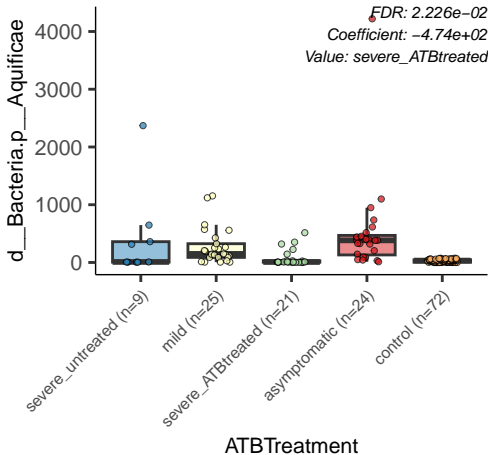 FDR: 2.226e−02
Coefficient: −4.74e+02
Value: severe_ATBtreated
d__Bacteria.p__Aquificae
4000
3000
2000
1000
0
severe_untreated (n=9)
mild (n=25)
severe_ATBtreated (n=21)
asymptomatic (n=24)
control (n=72)
ATBTreatment